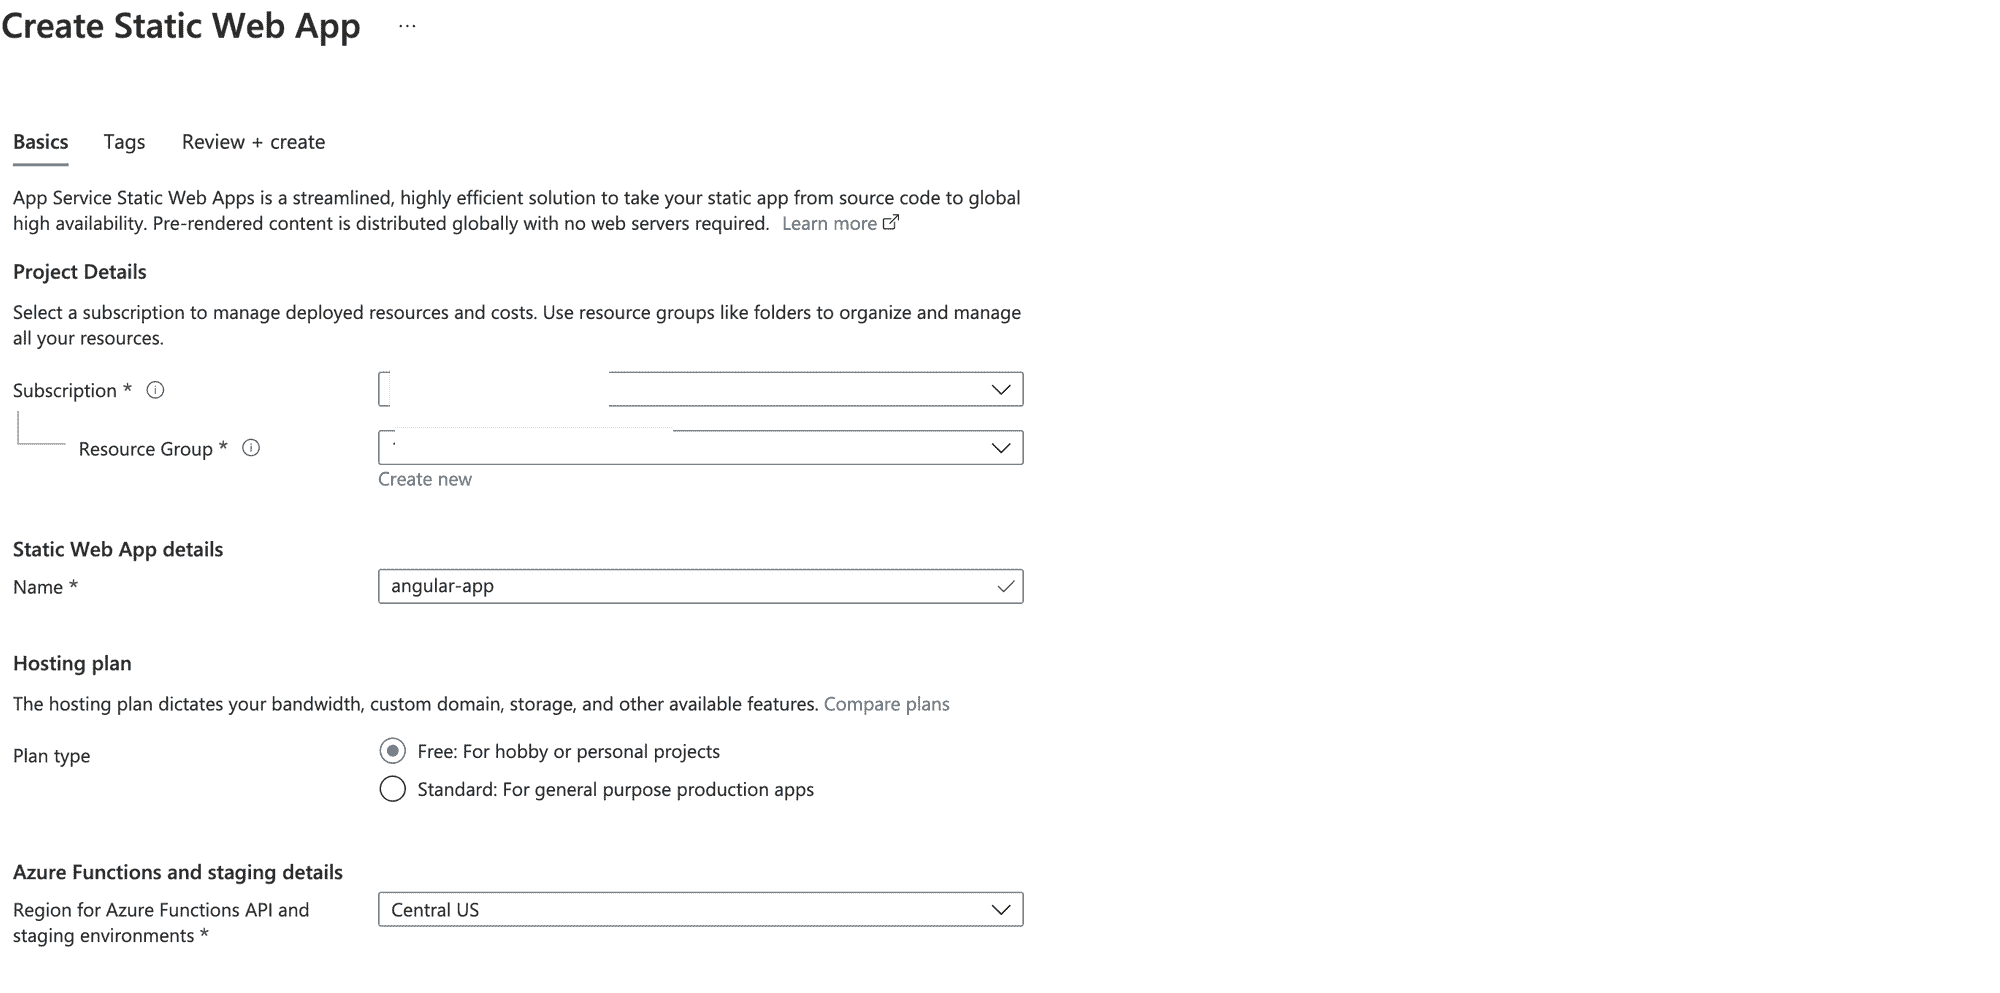 Create Static Web App ...
Basics Tags Review + create
App Service Static Web Apps is a streamlined, highly efficient solution to take your static app from source code to global
high availability. Pre-rendered content is distributed globally with no web servers required. Learn more
Project Details
Select a subscription to manage deployed resources and costs. Use resource groups like folders to organize and manage
all your resources.
Subscription *
Resource Group *
Create new
Static Web App details
Name * angular-app
Hosting plan
The hosting plan dictates your bandwidth, custom domain, storage, and other available features. Compare plans
Plan type
Free: For hobby or personal projects
Standard: For general purpose production apps
Azure Functions and staging details
Region for Azure Functions API and
staging environments *
Central US